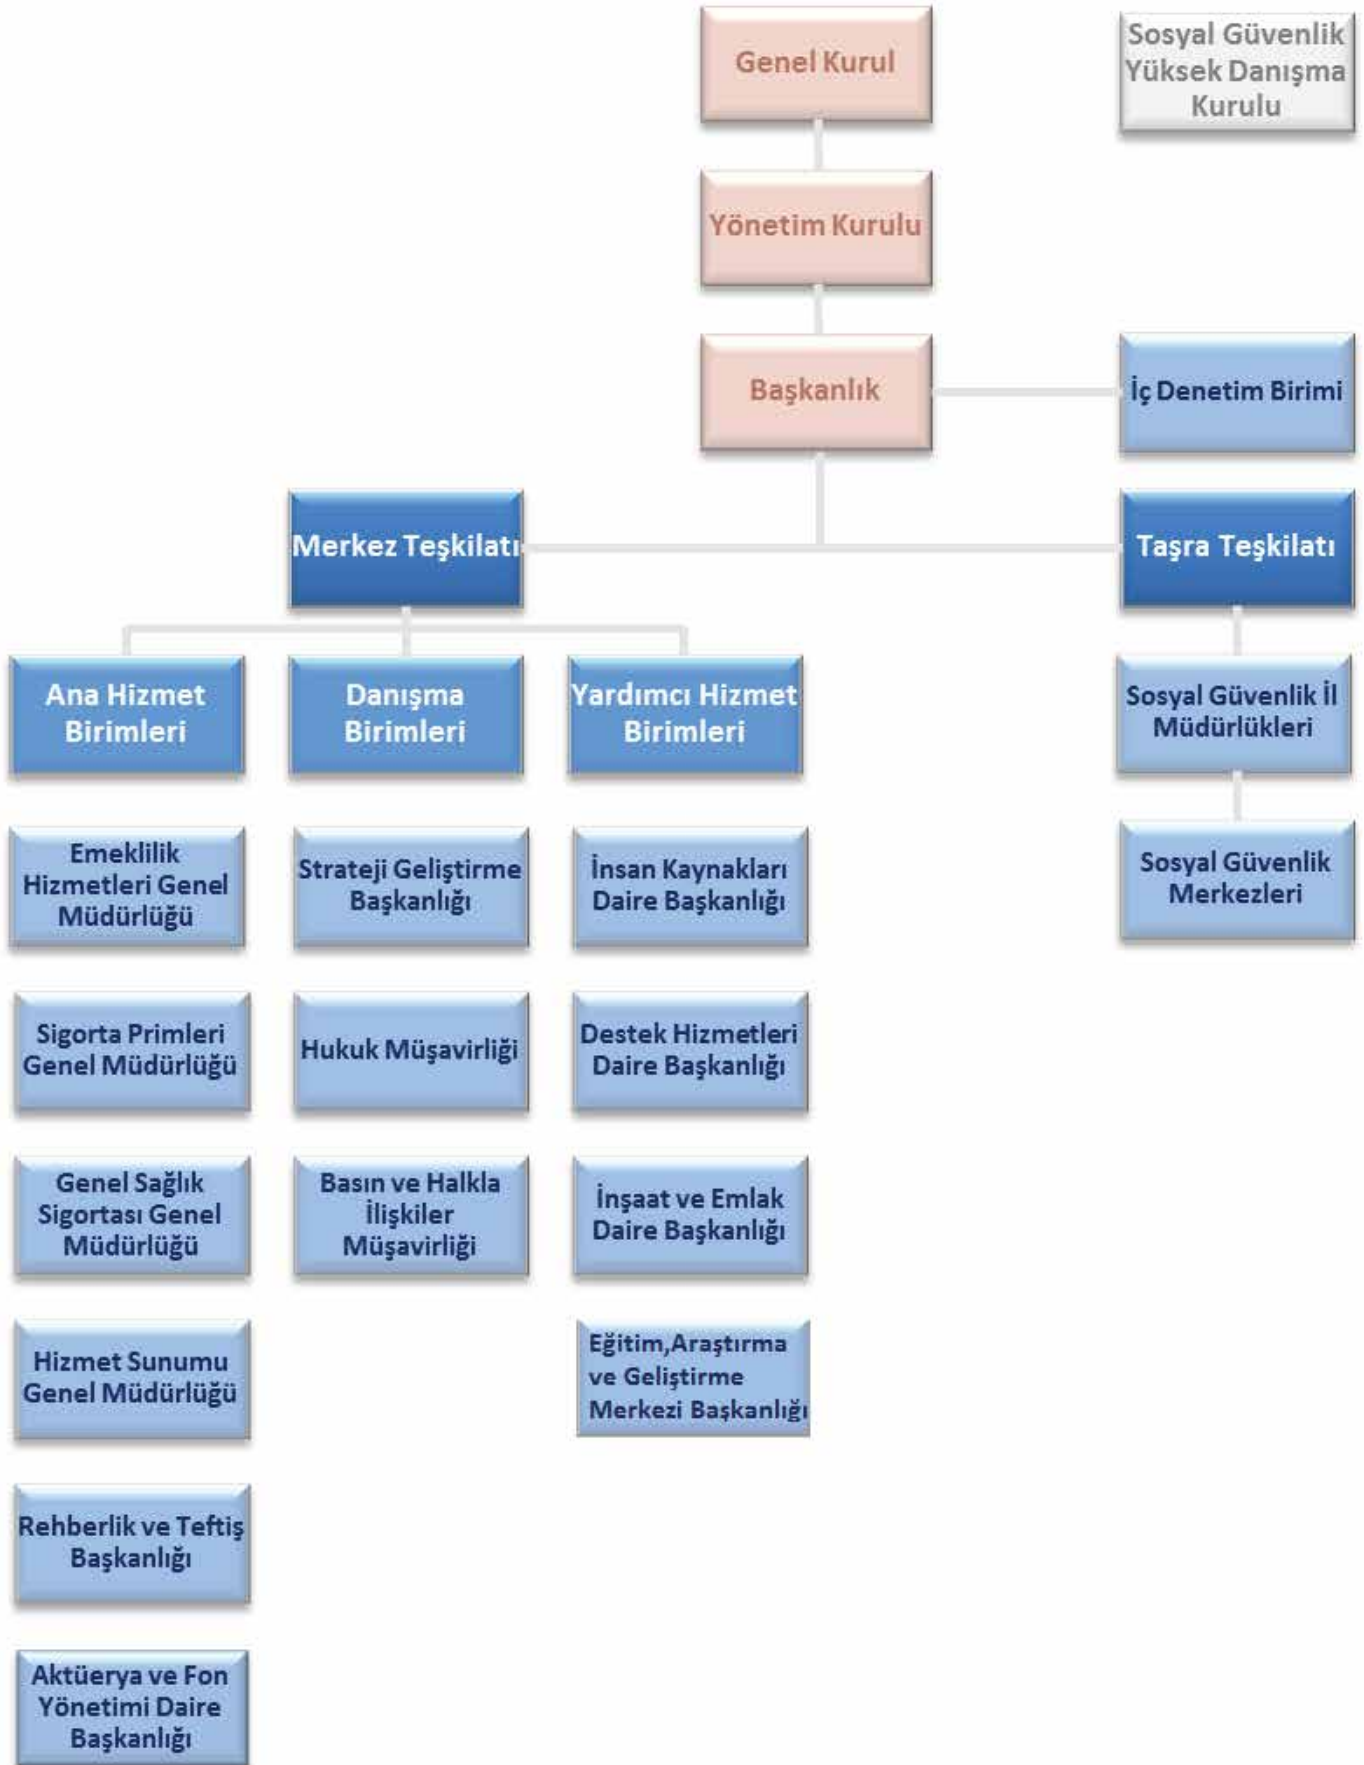 Genel Kurul
Sosyal Güvenlik
Yüksek Danışma
Kurulu
Yönetim Kurulu
Başkanlık
İç Denetim Birimi
Merkez Teşkilatı
Taşra Teşkilatı
Ana Hizmet
Birimleri
Danışma
Birimleri
Yardımcı Hizmet
Birimleri
Sosyal Güvenlik İl
Müdürlükleri
Emeklilik
Hizmetleri Genel
Müdürlüğü
Strateji Geliştirme
Başkanlığı
İnsan Kaynakları
Daire Başkanlığı
Sosyal Güvenlik
Merkezleri
Sigorta Primleri
Genel Müdürlüğü
Hukuk Müşavirliği
Destek Hizmetleri
Daire Başkanlığı
Genel Sağlık
Sigortası Genel
Müdürlüğü
Basın ve Halkla
İlişkiler
Müşavirliği
İnşaat ve Emlak
Daire Başkanlığı
Hizmet Sunumu
Genel Müdürlüğü
Eğitim,Araştırma
ve Geliştirme
Merkezi Başkanlığı
Rehberlik ve Teftiş
Başkanlığı
Aktüerya ve Fon
Yönetimi Daire
Başkanlığı